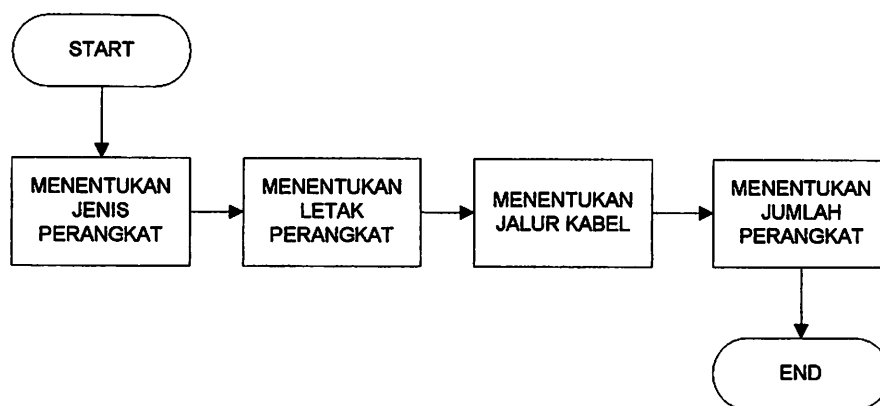 START
MENENTUKAN
JENIS
PERANGKAT
MENENTUKAN
LETAK
PERANGKAT
MENENTUKAN
JALUR KABEL
MENENTUKAN
JUMLAH
PERANGKAT
END